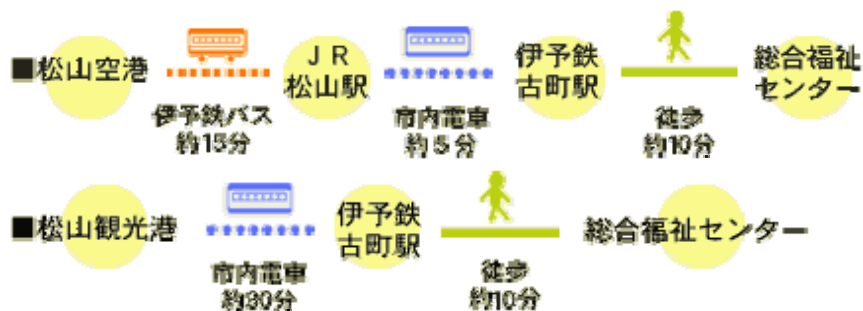 ■松山空港
伊予鉄バス
約15分
JR
松山駅
市内電車
約5分
伊予鉄
古町駅
徒歩
約10分
総合福祉
センター
■松山観光港
市内電車
約30分
伊予鉄
古町駅
徒歩
約10分
総合福祉センター